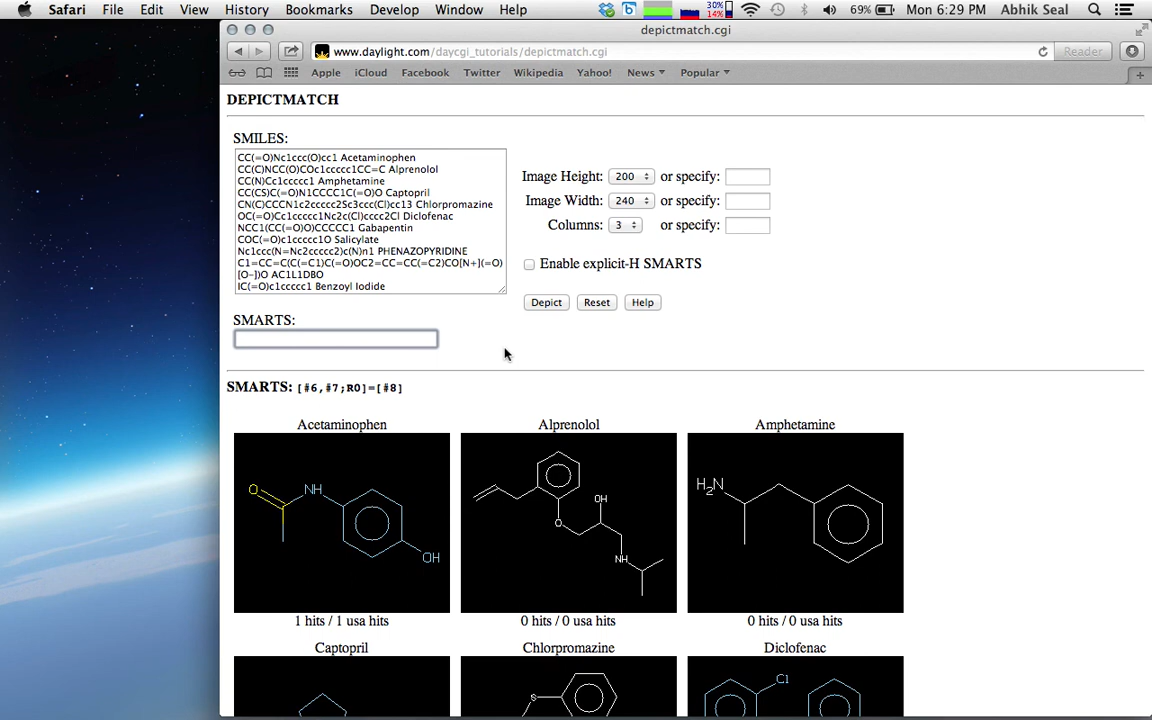 Safari File Edit View History Bookmarks Develop Window Help 30% 14% 69% Mon 6:29 PM Abhik Seal
depictmatch.cgi
www.daylight.com/daycgi_tutorials/depictmatch.cgi Reader
Apple iCloud Facebook Twitter Wikipedia Yahoo! News Popular
DEPICTMATCH
SMILES:
CC(=O)Nc1ccc(O)cc1 Acetaminophen
CC(C)NCC(O)COc1ccccc1CC=C Alprenolol
CC(N)Cc1ccccc1 Amphetamine
CC(CS)C(=O)N1CCCC1C(=O)O Captopril
CN(C)CCCN1c2ccccc2Sc3ccc(Cl)cc13 Chlorpromazine
OC(=O)Cc1ccccc1Nc2c(Cl)cccc2Cl Diclofenac
NCC1(CC(=O)O)CCCCC1 Gabapentin
COC(=O)c1ccccc1O Salicylate
Nc1ccc(N=Nc2ccccc2)c(N)n1 PHENAZOPYRIDINE
C1=CC=C(C(=C1)C(=O)OC2=CC=CC(=C2)CO[N+](=O)
[O-])O AC1L1DBO
IC(=O)c1ccccc1 Benzoyl Iodide
Image Height: 200 or specify:
Image Width: 240 or specify:
Columns: 3 or specify:
Enable explicit-H SMARTS
Depict Reset Help
SMARTS:
SMARTS: [#6,#7;R0]=[#8]
Acetaminophen Alprenolol Amphetamine
O NH OH
OH O NH
H2N
1 hits / 1 usa hits 0 hits / 0 usa hits 0 hits / 0 usa hits
Captopril Chlorpromazine Diclofenac
S Cl